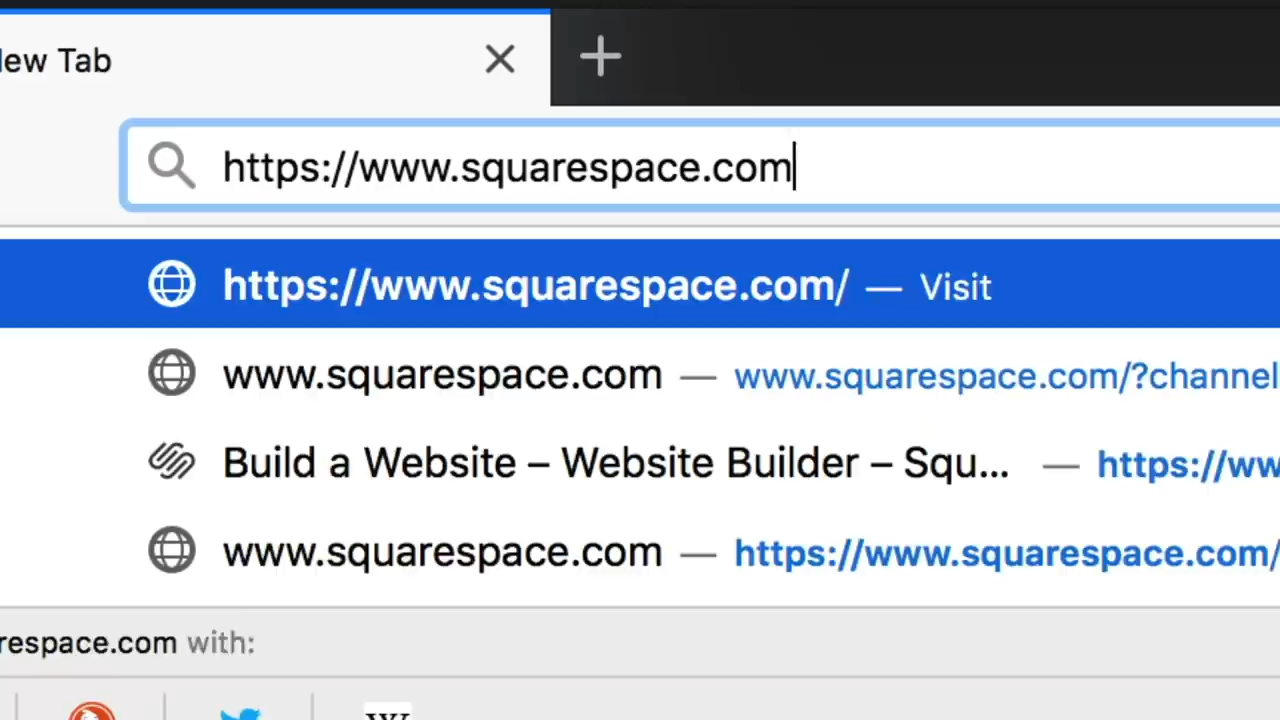 New Tab
https://www.squarespace.com
https://www.squarespace.com/ — Visit
www.squarespace.com — www.squarespace.com/?channel
Build a Website – Website Builder – Squ... — https://ww
www.squarespace.com — https://www.squarespace.com/
respace.com with:
W